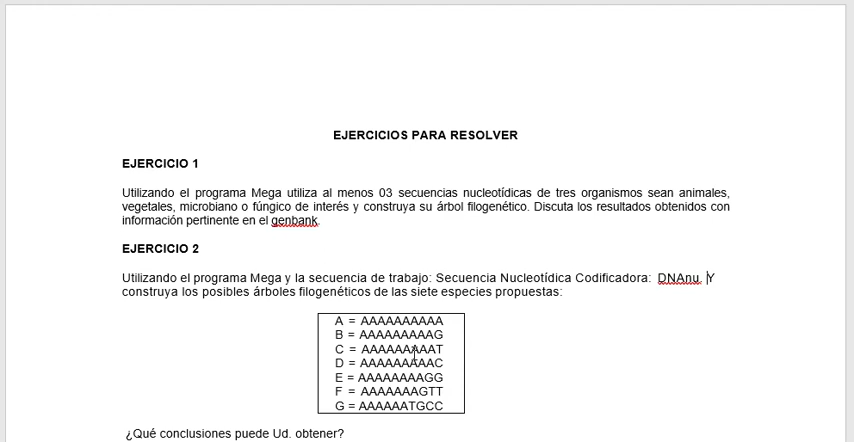 EJERCICIOS PARA RESOLVER
EJERCICIO 1
Utilizando el programa Mega utiliza al menos 03 secuencias nucleotídicas de tres organismos sean animales,
vegetales, microbiano o fúngico de interés y construya su árbol filogenético. Discuta los resultados obtenidos con
información pertinente en el genbank.
EJERCICIO 2
Utilizando el programa Mega y la secuencia de trabajo: Secuencia Nucleotídica Codificadora: DNAnu. Y
construya los posibles árboles filogenéticos de las siete especies propuestas:
A = AAAAAAAAAA
B = AAAAAAAAAG
C = AAAAAAAAAT
D = AAAAAAAAAC
E = AAAAAAAAGG
F = AAAAAAAGTT
G = AAAAAATGCC
¿Qué conclusiones puede Ud. obtener?